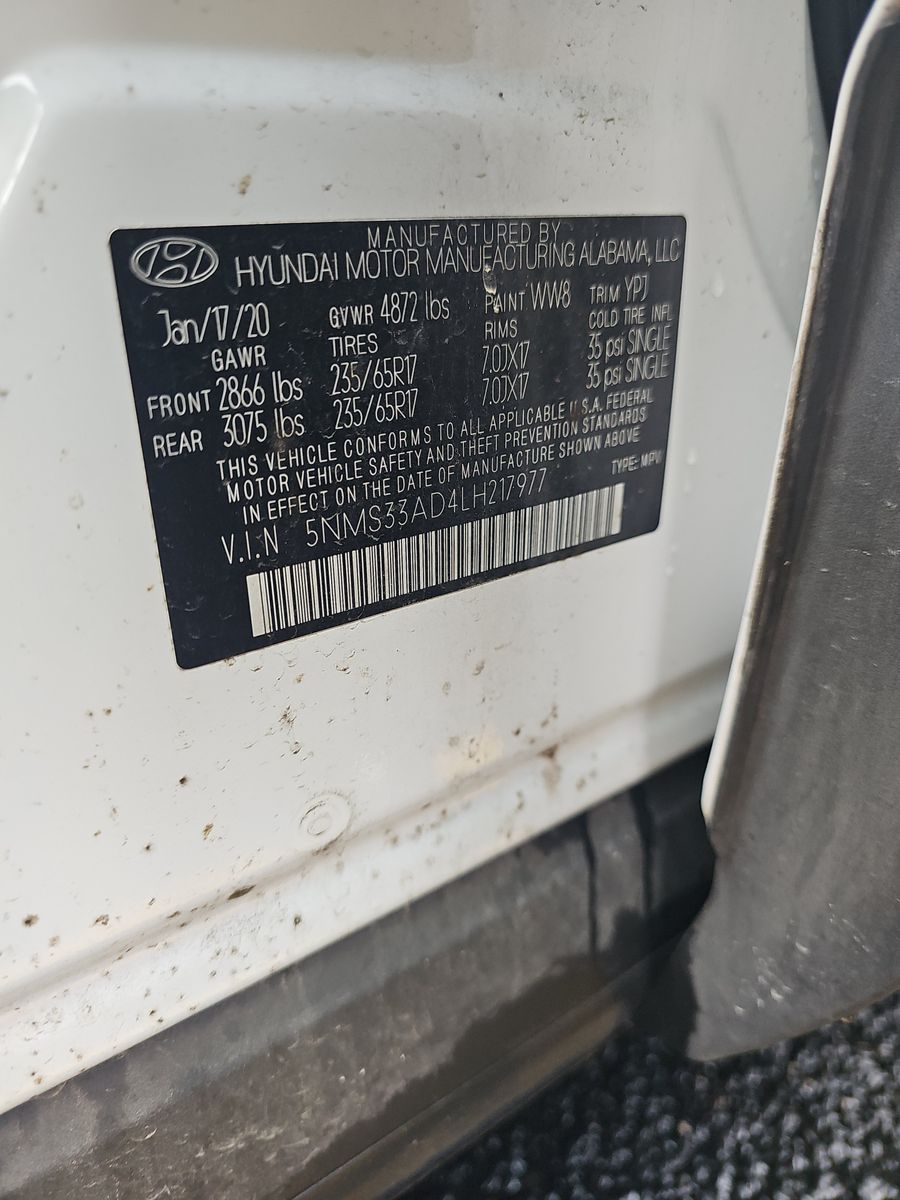 MANUFACTURED BY
HYUNDAI MOTOR MANUFACTURING ALABAMA, LLC
Jan/17/20 GVWR 4872 lbs PAINT WW8 TRIM YPJ
GAWR TIRES RIMS COLD TIRE INFL
FRONT 2866 lbs 235/65R17 7.0JX17 35 psi SINGLE
REAR 3075 lbs 235/65R17 7.0JX17 35 psi SINGLE
THIS VEHICLE CONFORMS TO ALL APPLICABLE U.S.A. FEDERAL
MOTOR VEHICLE SAFETY AND THEFT PREVENTION STANDARDS
IN EFFECT ON THE DATE OF MANUFACTURE SHOWN ABOVE
V.I.N 5NMS33AD4LH217977 TYPE: MPV